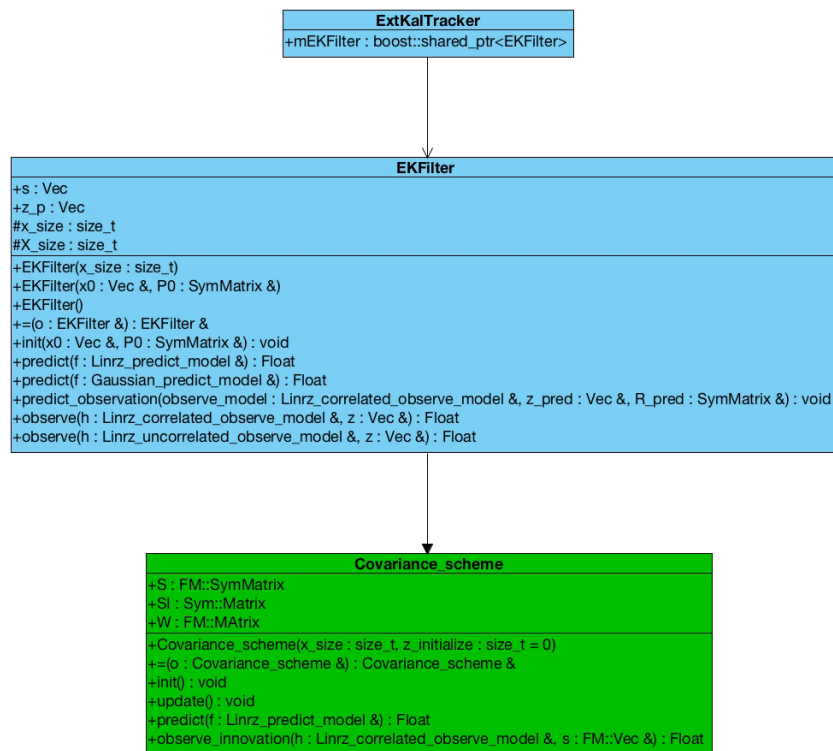 ExtKalTracker
+mEKFilter : boost::shared_ptr<EKFilter>
EKFilter
+s : Vec
+z_p : Vec
#x_size : size_t
#X_size : size_t
+EKFilter(x_size : size_t)
+EKFilter(x0 : Vec &, P0 : SymMatrix &)
+EKFilter()
+=(o : EKFilter &) : EKFilter &
+init(x0 : Vec &, P0 : SymMatrix &) : void
+predict(f : Linrz_predict_model &) : Float
+predict(f : Gaussian_predict_model &) : Float
+predict_observation(observe_model : Linrz_correlated_observe_model &, z_pred : Vec &, R_pred : SymMatrix &) : void
+observe(h : Linrz_correlated_observe_model &, z : Vec &) : Float
+observe(h : Linrz_uncorrelated_observe_model &, z : Vec &) : Float
Covariance_scheme
+S : FM::SymMatrix
+SI : Sym::Matrix
+W : FM::MAtrix
+Covariance_scheme(x_size : size_t, z_initialize : size_t = 0)
+=(o : Covariance_scheme &) : Covariance_scheme &
+init() : void
+update() : void
+predict(f : Linrz_predict_model &) : Float
+observe_innovation(h : Linrz_correlated_observe_model &, s : FM::Vec &) : Float